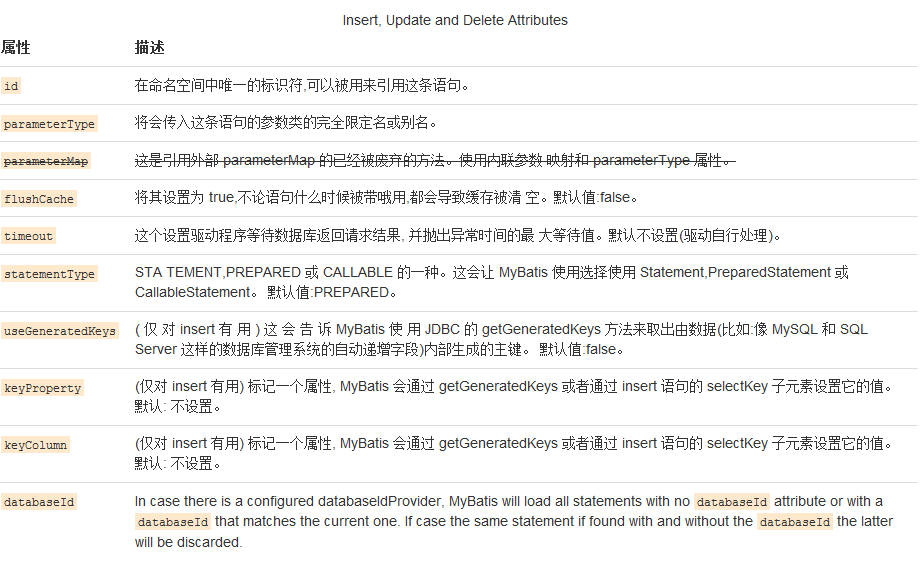 Insert, Update and Delete Attributes
属性 描述
id 在命名空间中唯一的标识符,可以被用来引用这条语句。
parameterType 将会传入这条语句的参数类的完全限定名或别名。
parameterMap 这是引用外部 parameterMap 的已经被废弃的方法。使用内联参数 映射和 parameterType 属性。
flushCache 将其设置为 true,不论语句什么时候被带哦用,都会导致缓存被清 空。默认值:false。
timeout 这个设置驱动程序等待数据库返回请求结果, 并抛出异常时间的最 大等待值。默认不设置(驱动自行处理)。
statementType STA TEMENT,PREPARED 或 CALLABLE 的一种。这会让 MyBatis 使用选择使用 Statement,PreparedStatement 或
CallableStatement。 默认值:PREPARED。
useGeneratedKeys ( 仅 对 insert 有 用 ) 这 会 告 诉 MyBatis 使 用 JDBC 的 getGeneratedKeys 方法来取出由数据(比如:像 MySQL 和 SQL
Server 这样的数据库管理系统的自动递增字段)内部生成的主键。 默认值:false。
keyProperty (仅对 insert 有用) 标记一个属性, MyBatis 会通过 getGeneratedKeys 或者通过 insert 语句的 selectKey 子元素设置它的值。
默认: 不设置。
keyColumn (仅对 insert 有用) 标记一个属性, MyBatis 会通过 getGeneratedKeys 或者通过 insert 语句的 selectKey 子元素设置它的值。
默认: 不设置。
databaseId In case there is a configured databaseIdProvider, MyBatis will load all statements with no databaseId attribute or with a
databaseId that matches the current one. If case the same statement if found with and without the databaseId the latter
will be discarded.